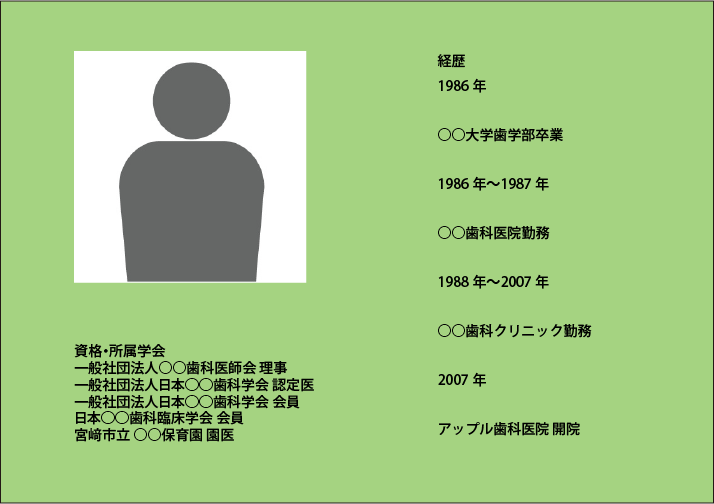 経歴
1986 年
○○大学歯学部卒業
1986 年～1987 年
○○歯科医院勤務
1988 年～2007 年
○○歯科クリニック勤務
2007 年
アップル歯科医院 開院
資格・所属学会
一般社団法人○○歯科医師会 理事
一般社団法人日本○○歯科学会 認定医
一般社団法人日本○○歯科学会 会員
日本○○歯科臨床学会 会員
宮﨑市立 ○○保育園 園医